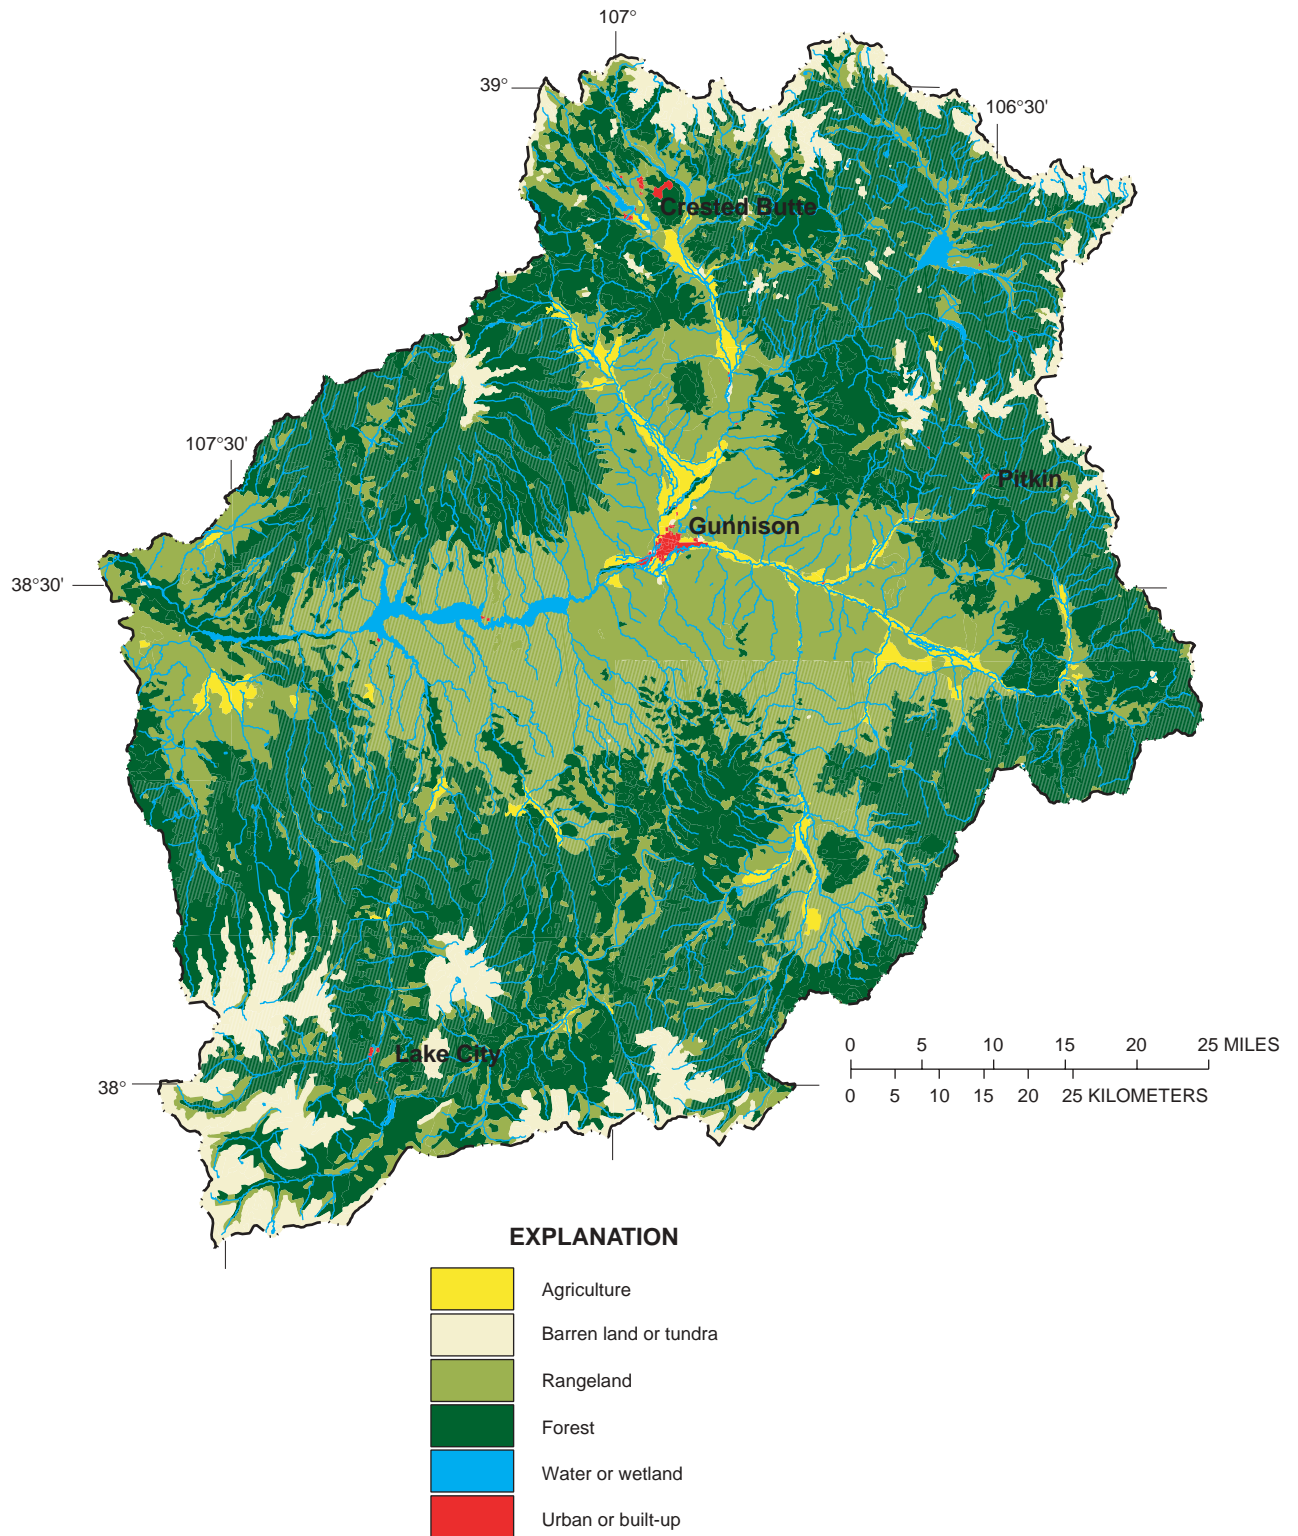 107°
39°
106°30'
Crested Butte
107°30'
Pitkin
Gunnison
38°30'
0 5 10 15 20 25 MILES
Lake City
38°
0 5 10 15 20 25 KILOMETERS
EXPLANATION
Agriculture
Barren land or tundra
Rangeland
Forest
Water or wetland
Urban or built-up